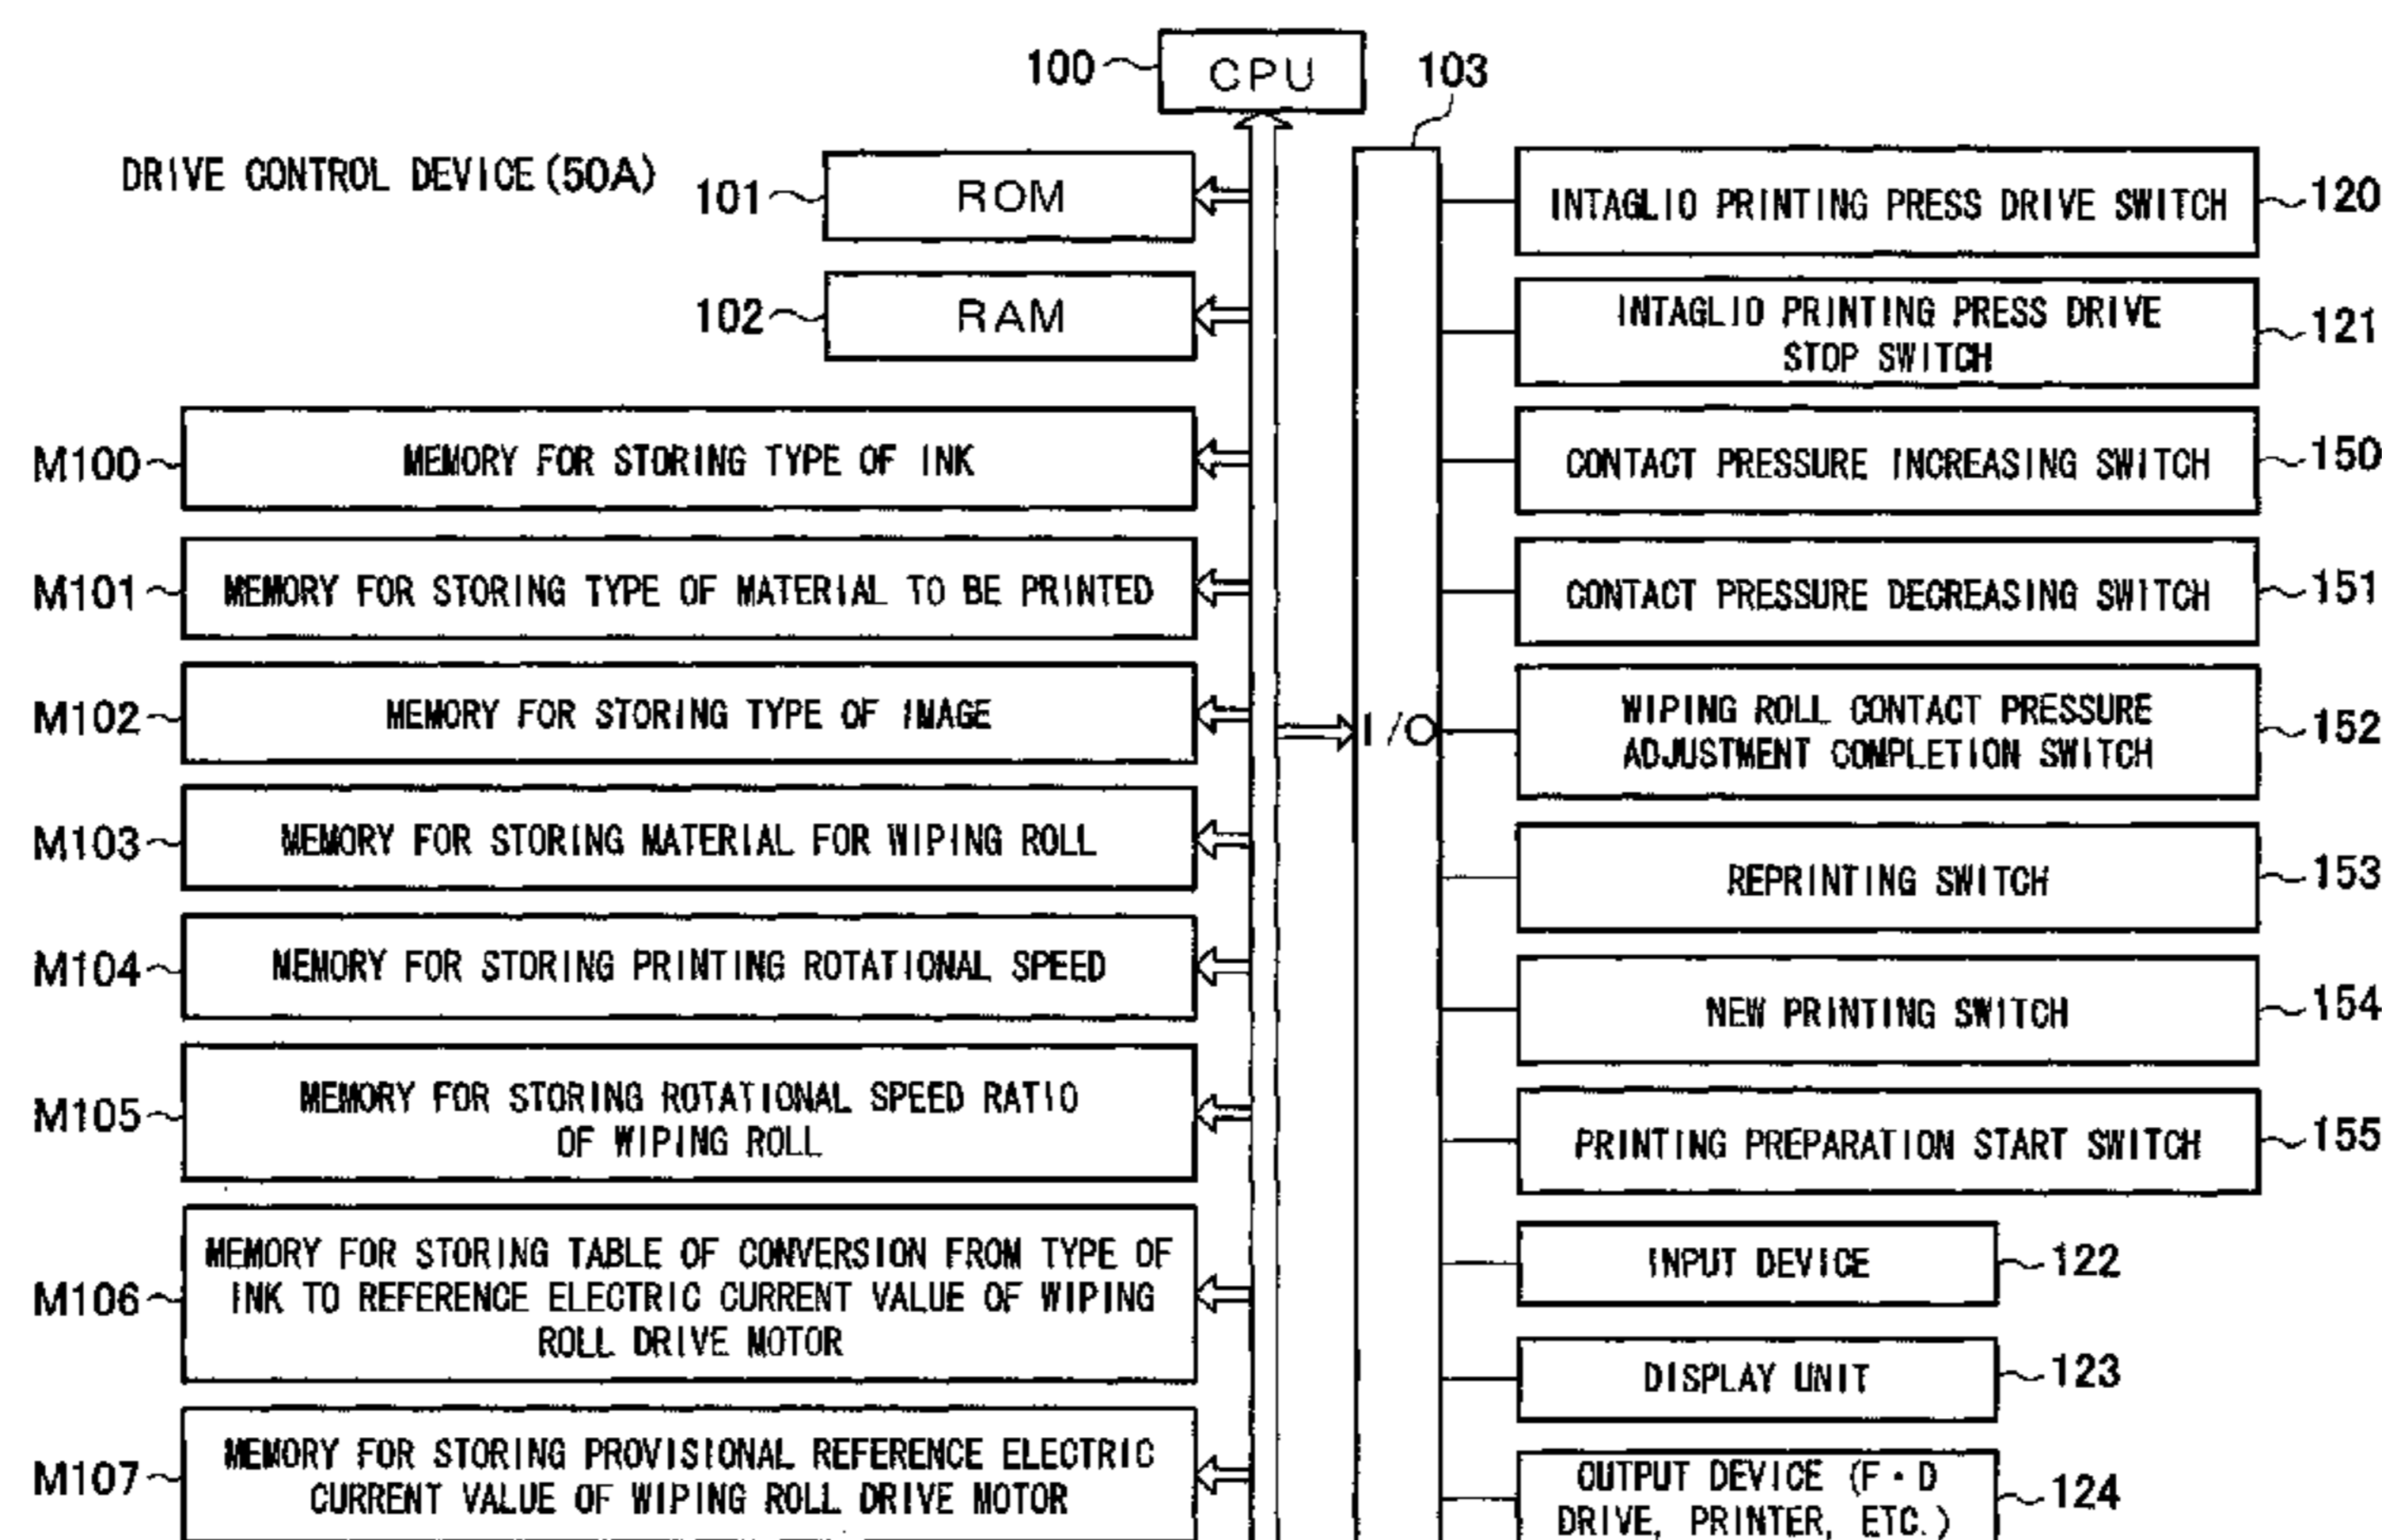 100 CPU 103
DRIVE CONTROL DEVICE(50A)
101 ROM
102 RAM
M100 MEMORY FOR STORING TYPE OF INK
M101 MEMORY FOR STORING TYPE OF MATERIAL TO BE PRINTED
M102 MEMORY FOR STORING TYPE OF IMAGE
M103 MEMORY FOR STORING MATERIAL FOR WIPING ROLL
M104 MEMORY FOR STORING PRINTING ROTATIONAL SPEED
M105 MEMORY FOR STORING ROTATIONAL SPEED RATIO
OF WIPING ROLL
M106 MEMORY FOR STORING TABLE OF CONVERSION FROM TYPE OF
INK TO REFERENCE ELECTRIC CURRENT VALUE OF WIPING
ROLL DRIVE MOTOR
M107 MEMORY FOR STORING PROVISIONAL REFERENCE ELECTRIC
CURRENT VALUE OF WIPING ROLL DRIVE MOTOR
I/O
INTAGLIO PRINTING PRESS DRIVE SWITCH 120
INTAGLIO PRINTING PRESS DRIVE
STOP SWITCH 121
CONTACT PRESSURE INCREASING SWITCH 150
CONTACT PRESSURE DECREASING SWITCH 151
WIPING ROLL CONTACT PRESSURE
ADJUSTMENT COMPLETION SWITCH 152
REPRINTING SWITCH 153
NEW PRINTING SWITCH 154
PRINTING PREPARATION START SWITCH 155
INPUT DEVICE 122
DISPLAY UNIT 123
OUTPUT DEVICE (F・D
DRIVE, PRINTER, ETC.) 124